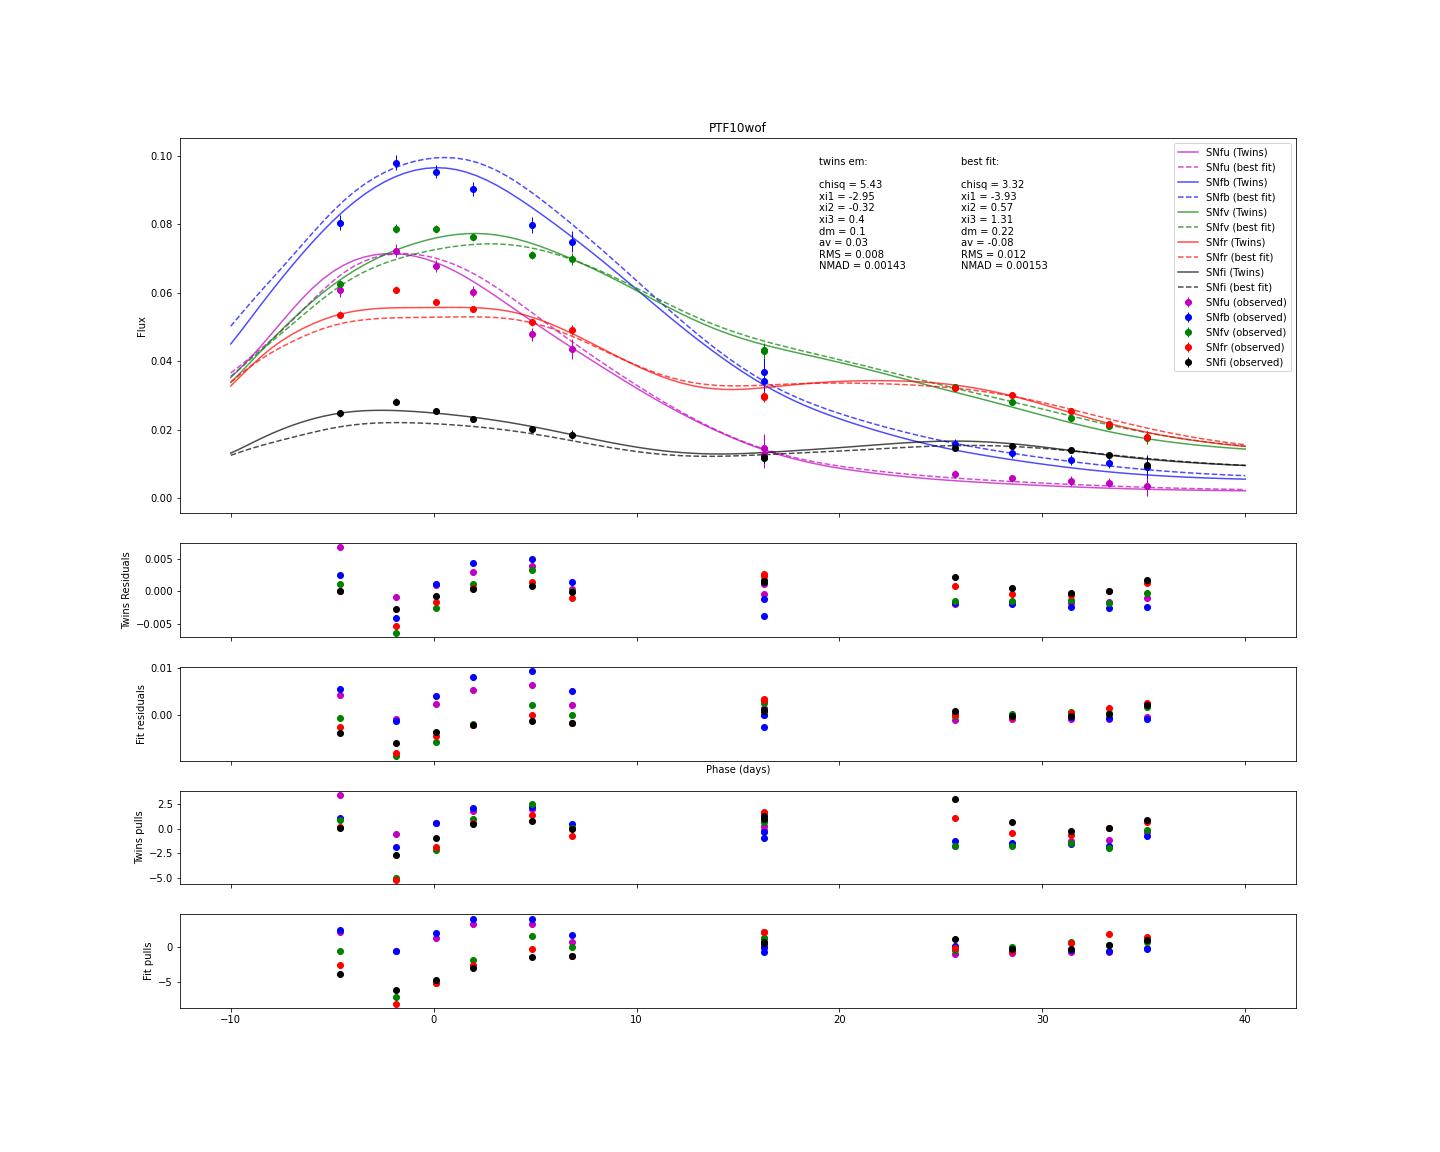 PTF10wof
0.10
0.08
0.06
0.04
0.02
0.00
Flux
twins em:
chisq = 5.43
xi1 = -2.95
xi2 = -0.32
xi3 = 0.4
dm = 0.1
av = 0.03
RMS = 0.008
NMAD = 0.00143
best fit:
chisq = 3.32
xi1 = -3.93
xi2 = 0.57
xi3 = 1.31
dm = 0.22
av = -0.08
RMS = 0.012
NMAD = 0.00153
SNfu (Twins)
SNfu (best fit)
SNfb (Twins)
SNfb (best fit)
SNfv (Twins)
SNfv (best fit)
SNfr (Twins)
SNfr (best fit)
SNfi (Twins)
SNfi (best fit)
SNfu (observed)
SNfb (observed)
SNfv (observed)
SNfr (observed)
SNfi (observed)
0.005
0.000
−0.005
Twins Residuals
0.01
0.00
Fit residuals
Phase (days)
2.5
0.0
−2.5
−5.0
Twins pulls
0
−5
Fit pulls
−10
0
10
20
30
40